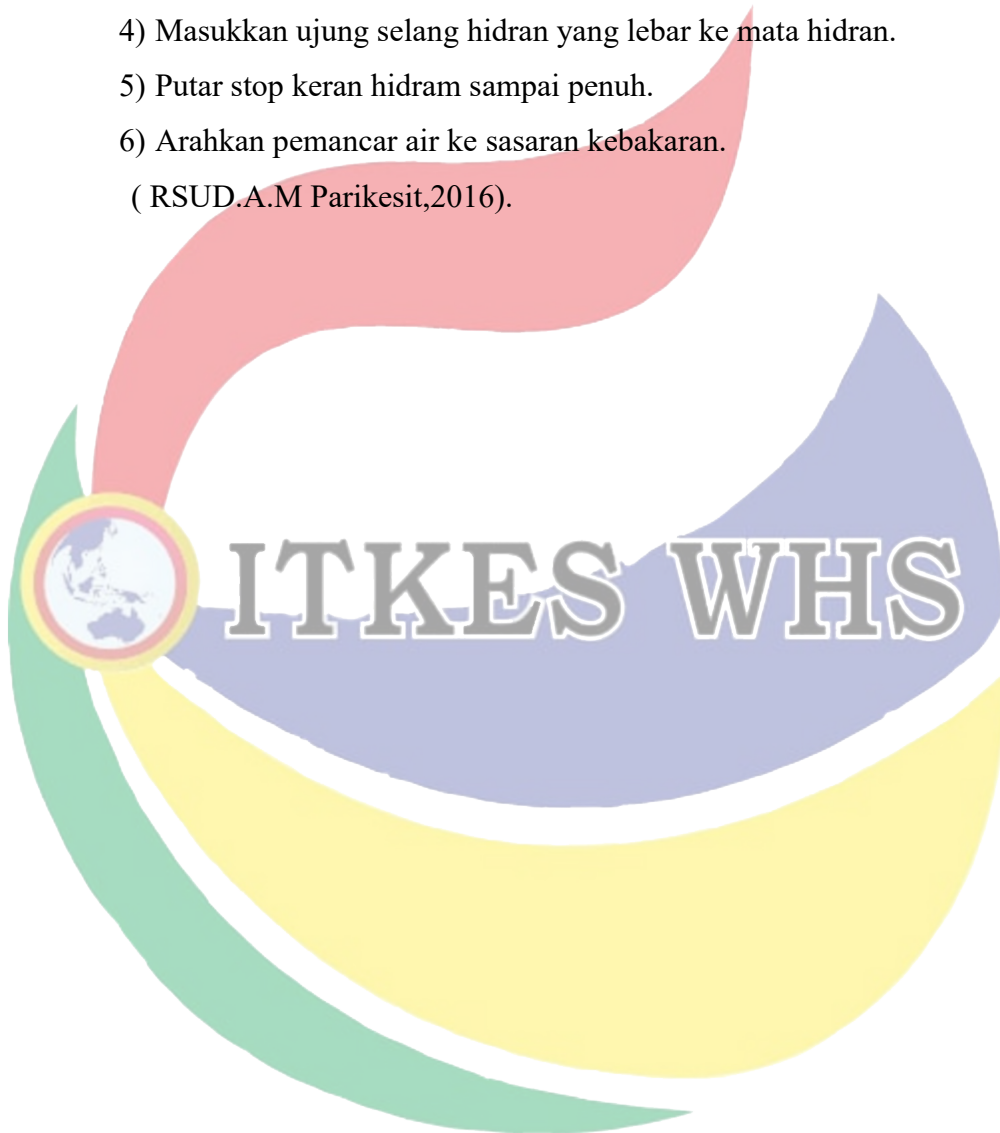 4) Masukkan ujung selang hidran yang lebar ke mata hidran.
5) Putar stop keran hidram sampai penuh.
6) Arahkan pemancar air ke sasaran kebakaran.
( RSUD.A.M Parikesit,2016).
ITKES WHS